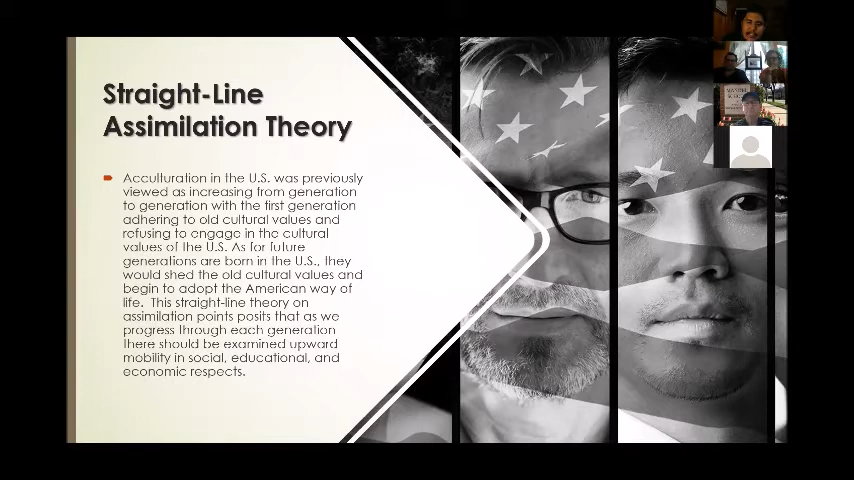 Straight-Line
Assimilation Theory
Acculturation in the U.S. was previously
viewed as increasing from generation
to generation with the first generation
adhering to old cultural values and
refusing to engage in the cultural
values of the U.S. As for future
generations are born in the U.S., they
would shed the old cultural values and
begin to adopt the American way of
life. This straight-line theory on
assimilation points posits that as we
progress through each generation
there should be examined upward
mobility in social, educational, and
economic respects.